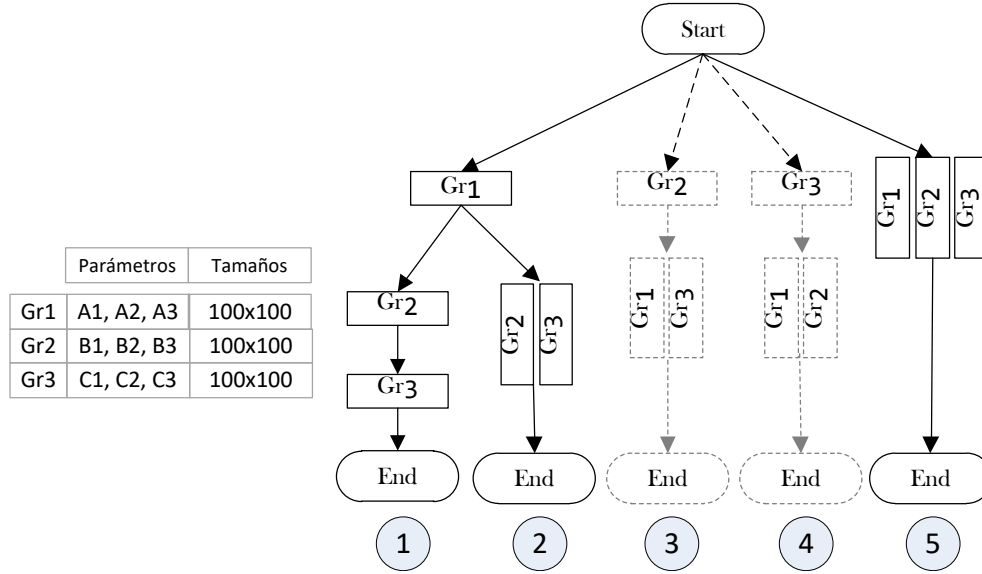 Start
Gr1
Gr2
Gr3
Gr1
Gr2
Gr3
Gr2
Gr3
Gr2
Gr3
Gr1
Gr3
Gr1
Gr2
End
End
End
End
End
1
2
3
4
5
Parámetros Tamaños
Gr1 A1, A2, A3 100x100
Gr2 B1, B2, B3 100x100
Gr3 C1, C2, C3 100x100